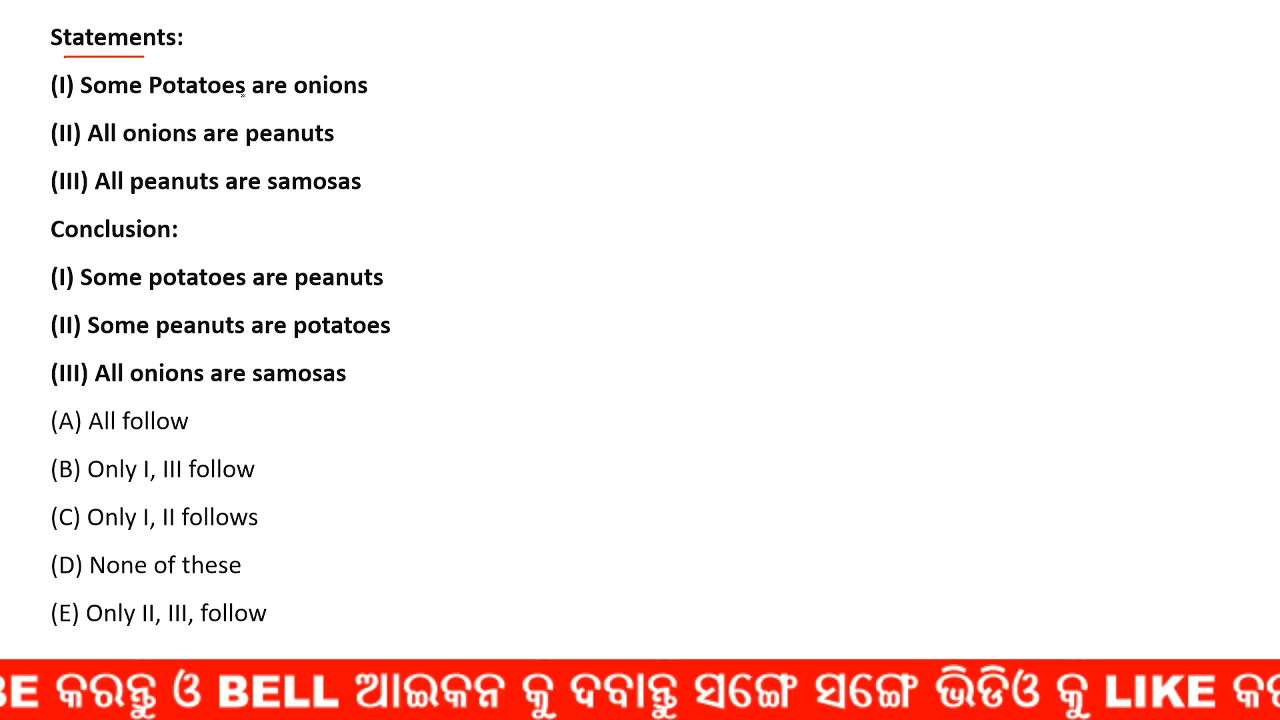 Statements:
(I) Some Potatoes are onions
(II) All onions are peanuts
(III) All peanuts are samosas
Conclusion:
(I) Some potatoes are peanuts
(II) Some peanuts are potatoes
(III) All onions are samosas
(A) All follow
(B) Only I, III follow
(C) Only I, II follows
(D) None of these
(E) Only II, III, follow
BE କରନ୍ତୁ ଓ BELL ଆଇକନ କୁ ଦବାନ୍ତୁ ସଙ୍ଗେ ସଙ୍ଗେ ଭିଡିଓ କୁ LIKE